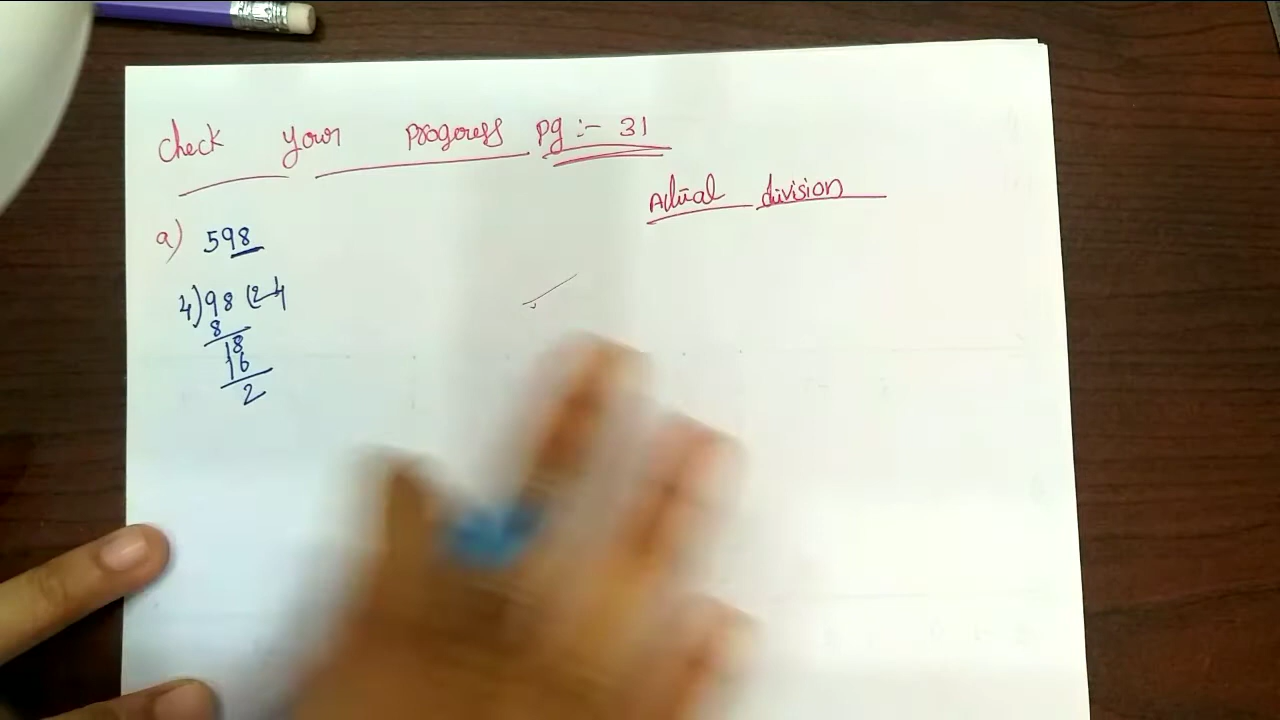 check your progress pg :- 31
Actual division
a) 598
4)98(24
8
18
16
2